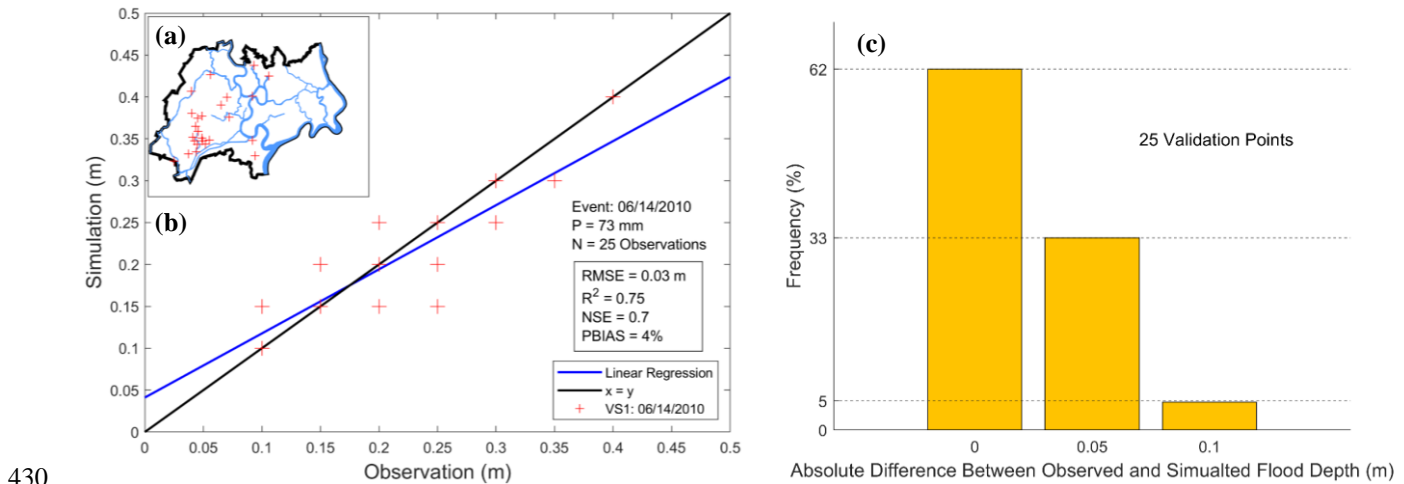 (a)
(b)
0.5
0.45
0.4
0.35
0.3
0.25
0.2
0.15
0.1
0.05
0
Simulation (m)
Event: 06/14/2010
P = 73 mm
N = 25 Observations
RMSE = 0.03 m
R² = 0.75
NSE = 0.7
PBIAS = 4%
Linear Regression
x = y
VS1: 06/14/2010
0 0.05 0.1 0.15 0.2 0.25 0.3 0.35 0.4 0.45 0.5
Observation (m)
(c)
25 Validation Points
62
33
5
0
Frequency (%)
0 0.05 0.1
Absolute Difference Between Observed and Simualted Flood Depth (m)
430